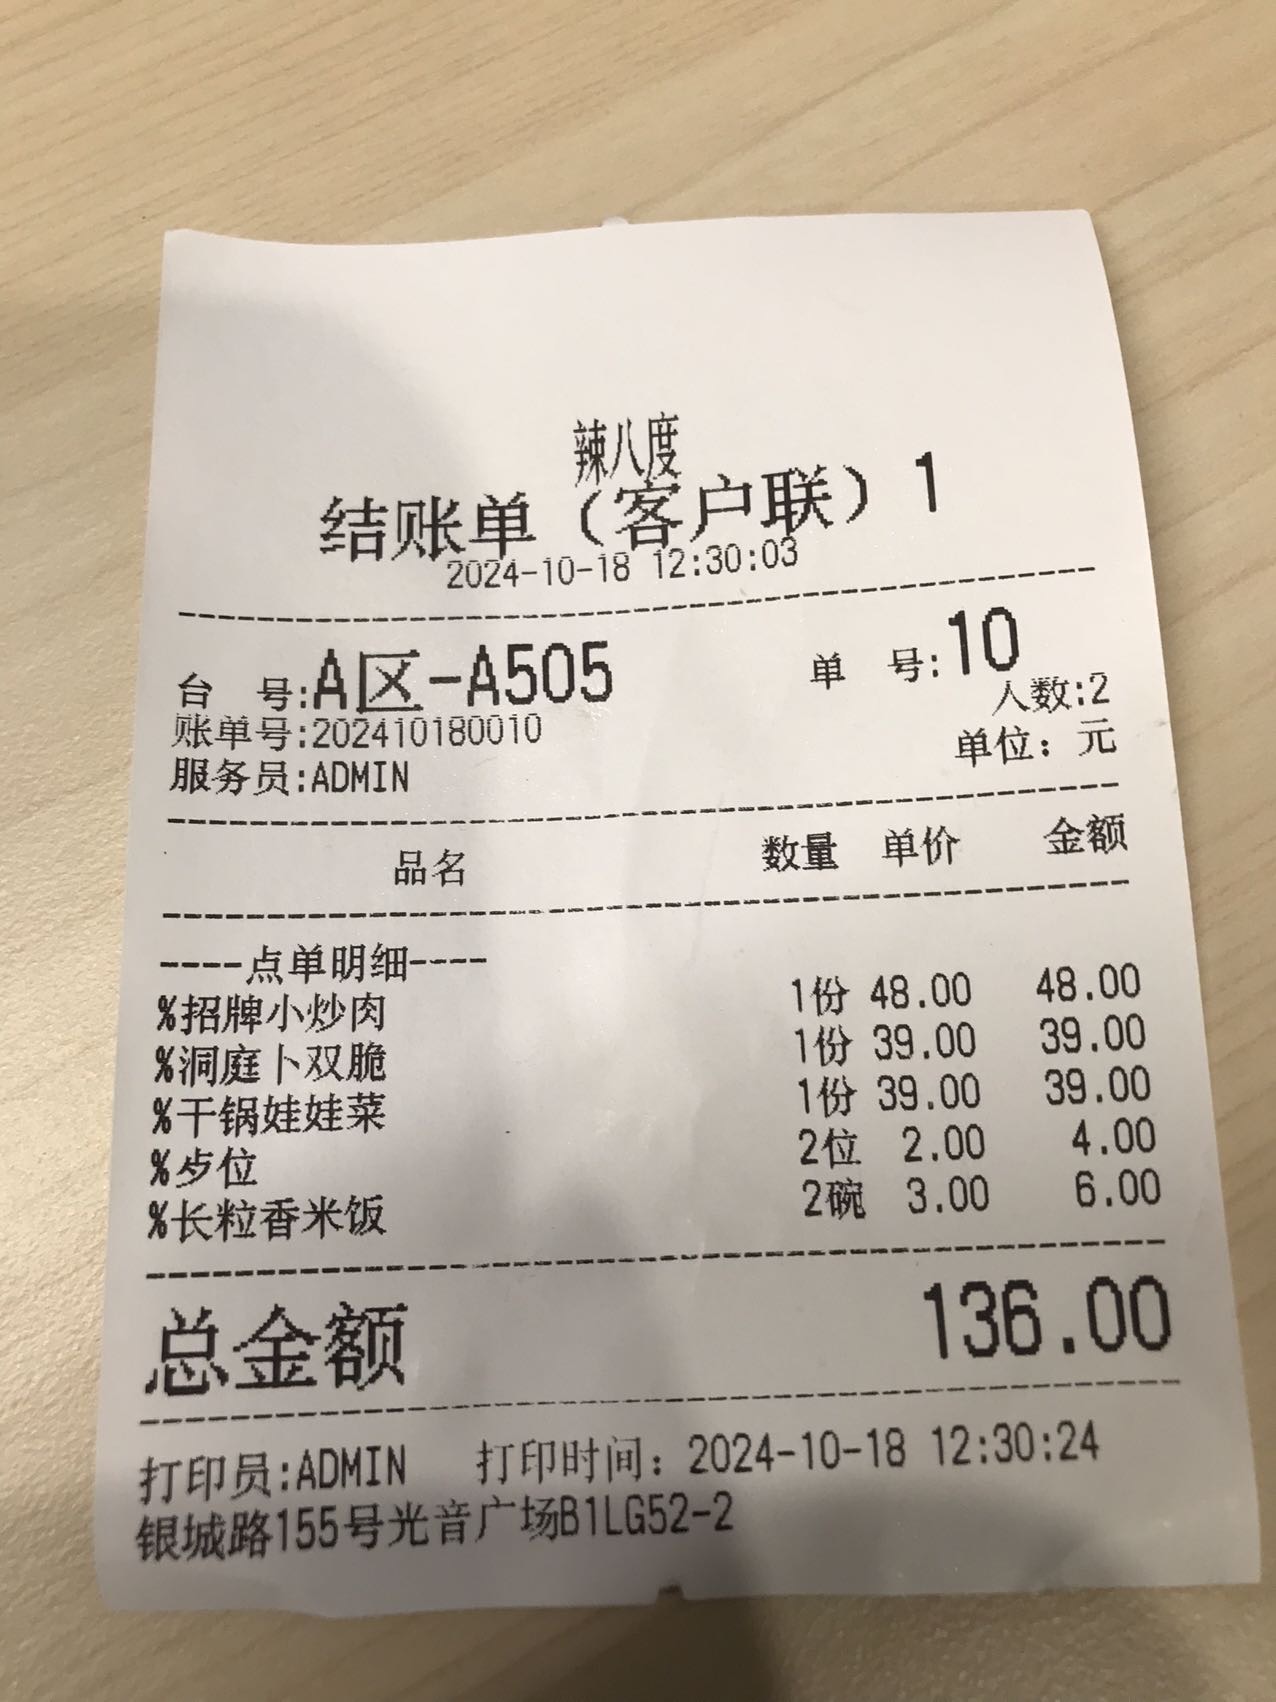 辣八度
结账单（客户联）1
2024-10-18 12:30:03
台 号:A区-A505 单 号:10
账单号:202410180010 人数:2
服务员:ADMIN 单位：元
品名 数量 单价 金额
----点单明细----
%招牌小炒肉 1份 48.00 48.00
%洞庭卜双脆 1份 39.00 39.00
%干锅娃娃菜 1份 39.00 39.00
%歺位 2位 2.00 4.00
%长粒香米饭 2碗 3.00 6.00
总金额 136.00
打印员:ADMIN 打印时间：2024-10-18 12:30:24
银城路155号光音广场B1LG52-2